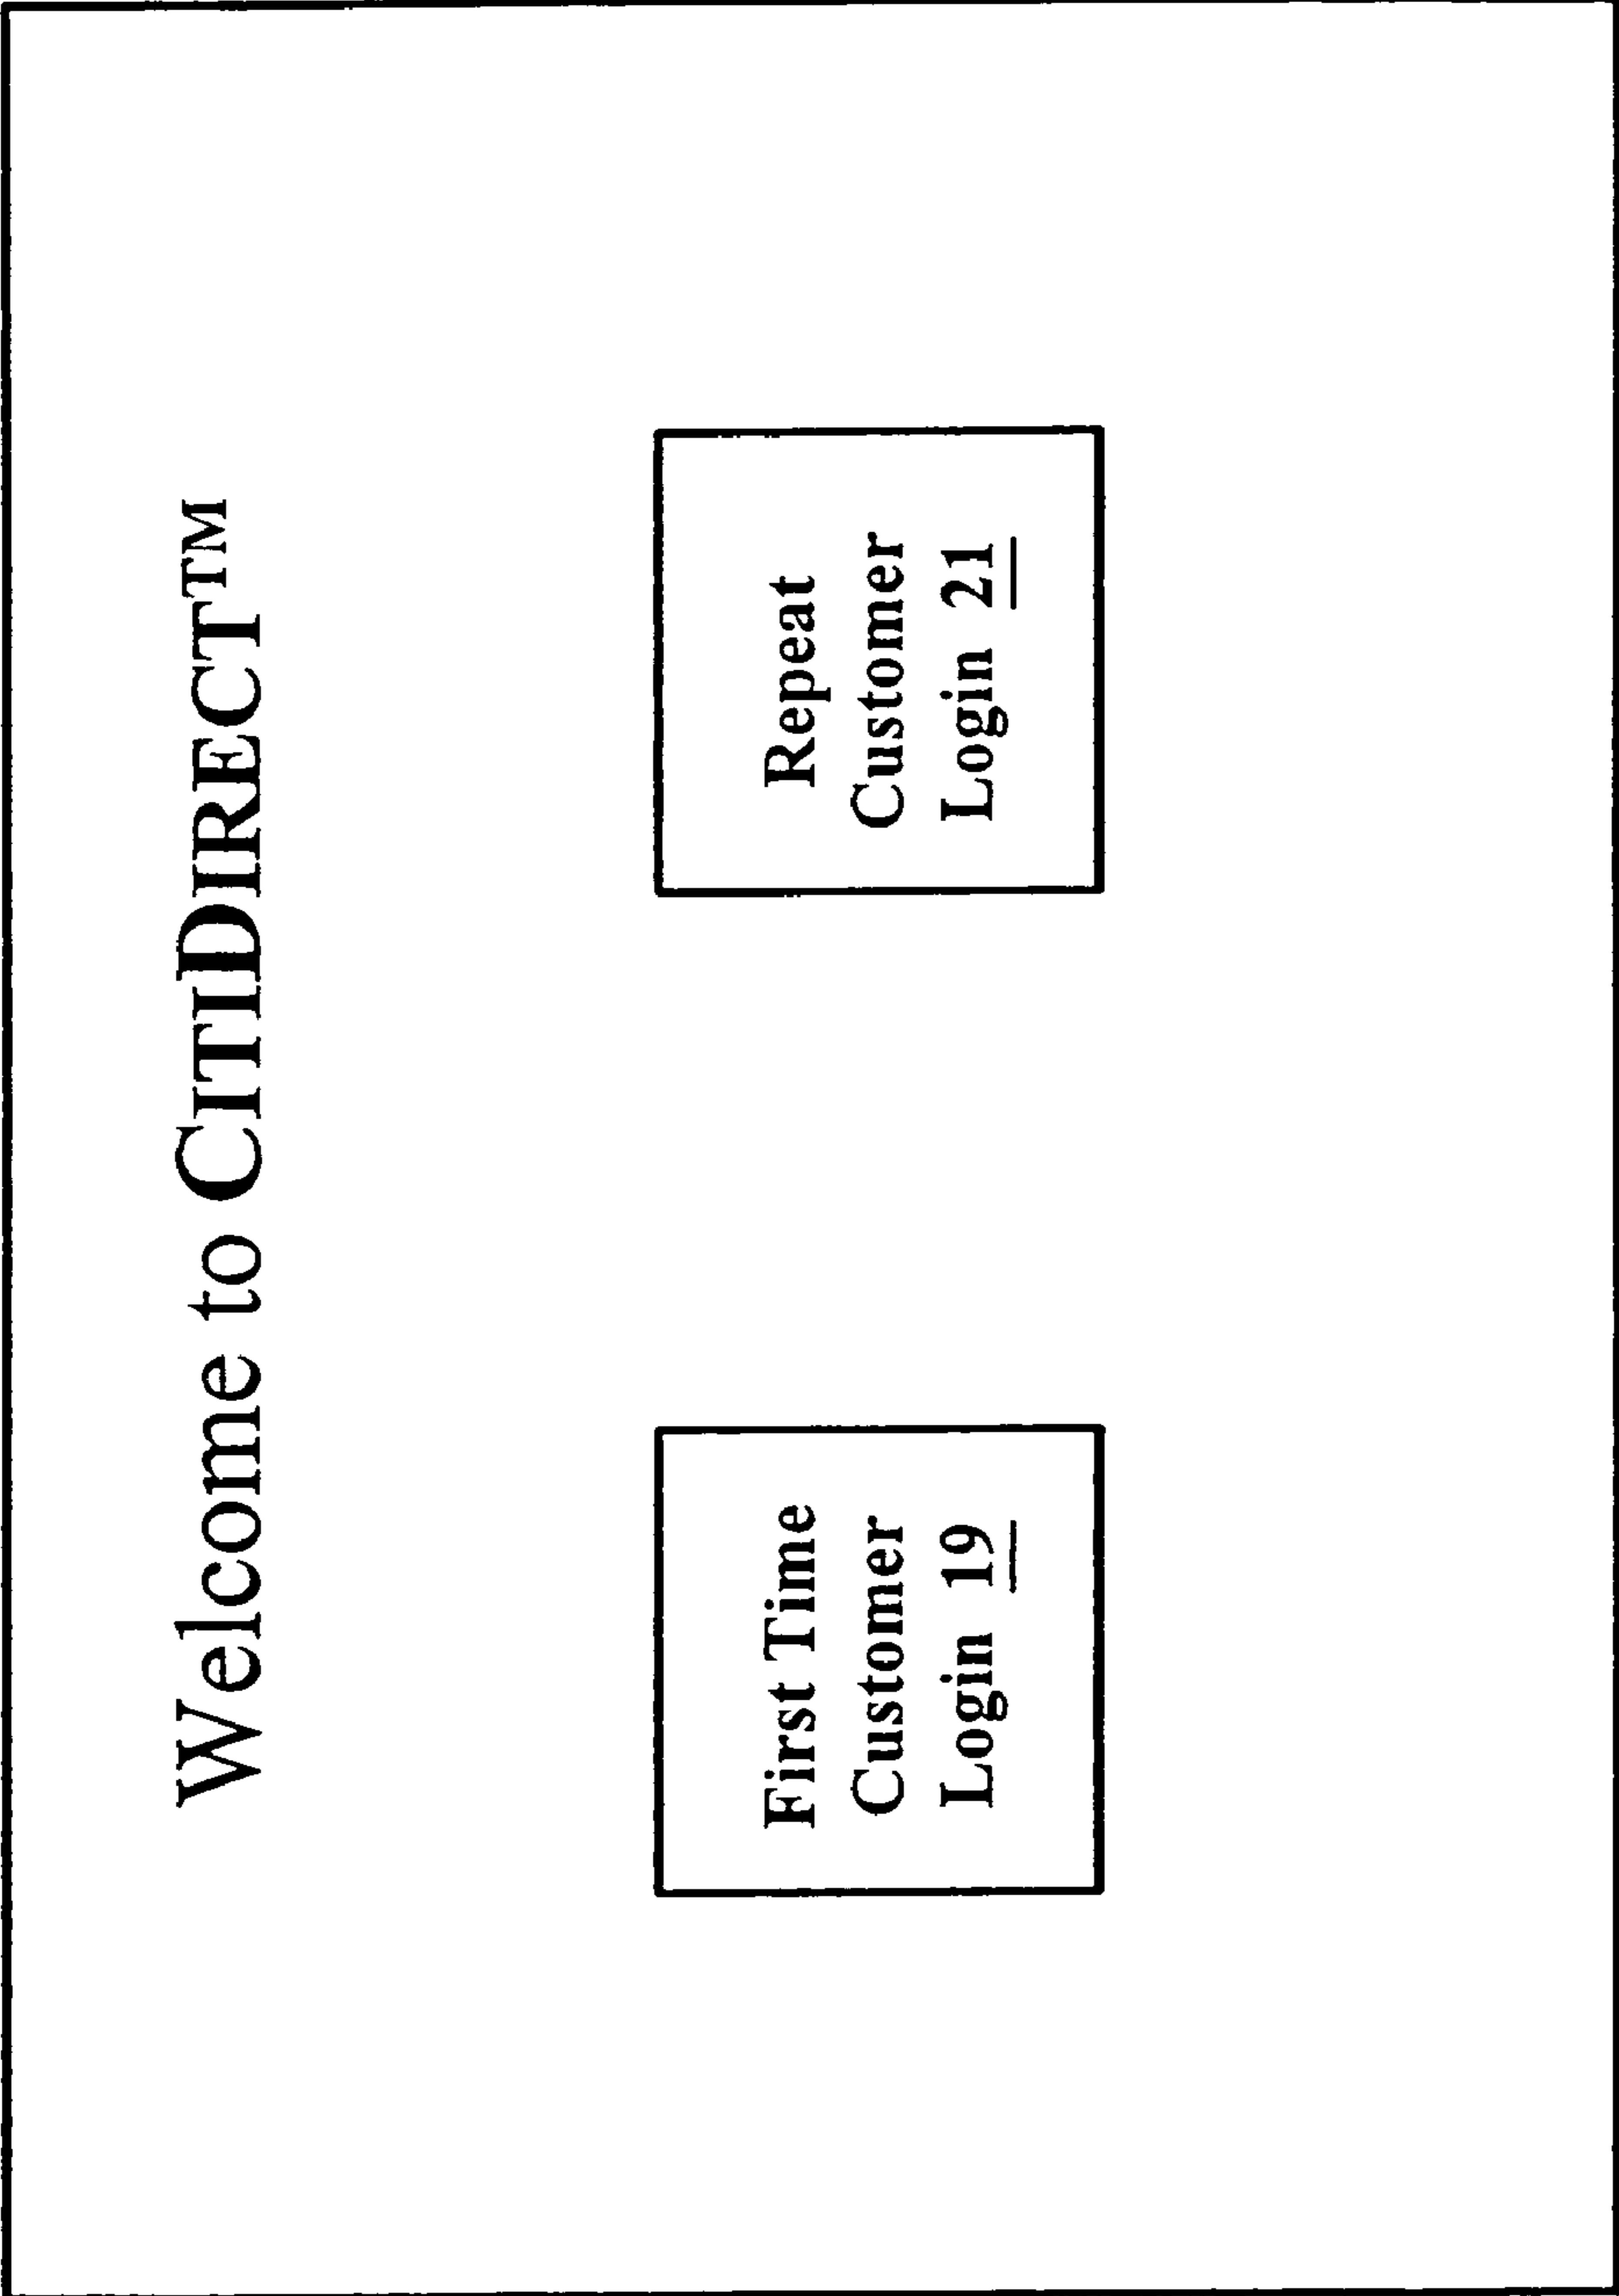 Welcome to CITIDIRECT™
First Time
Customer
Login 19
Repeat
Customer
Login 21